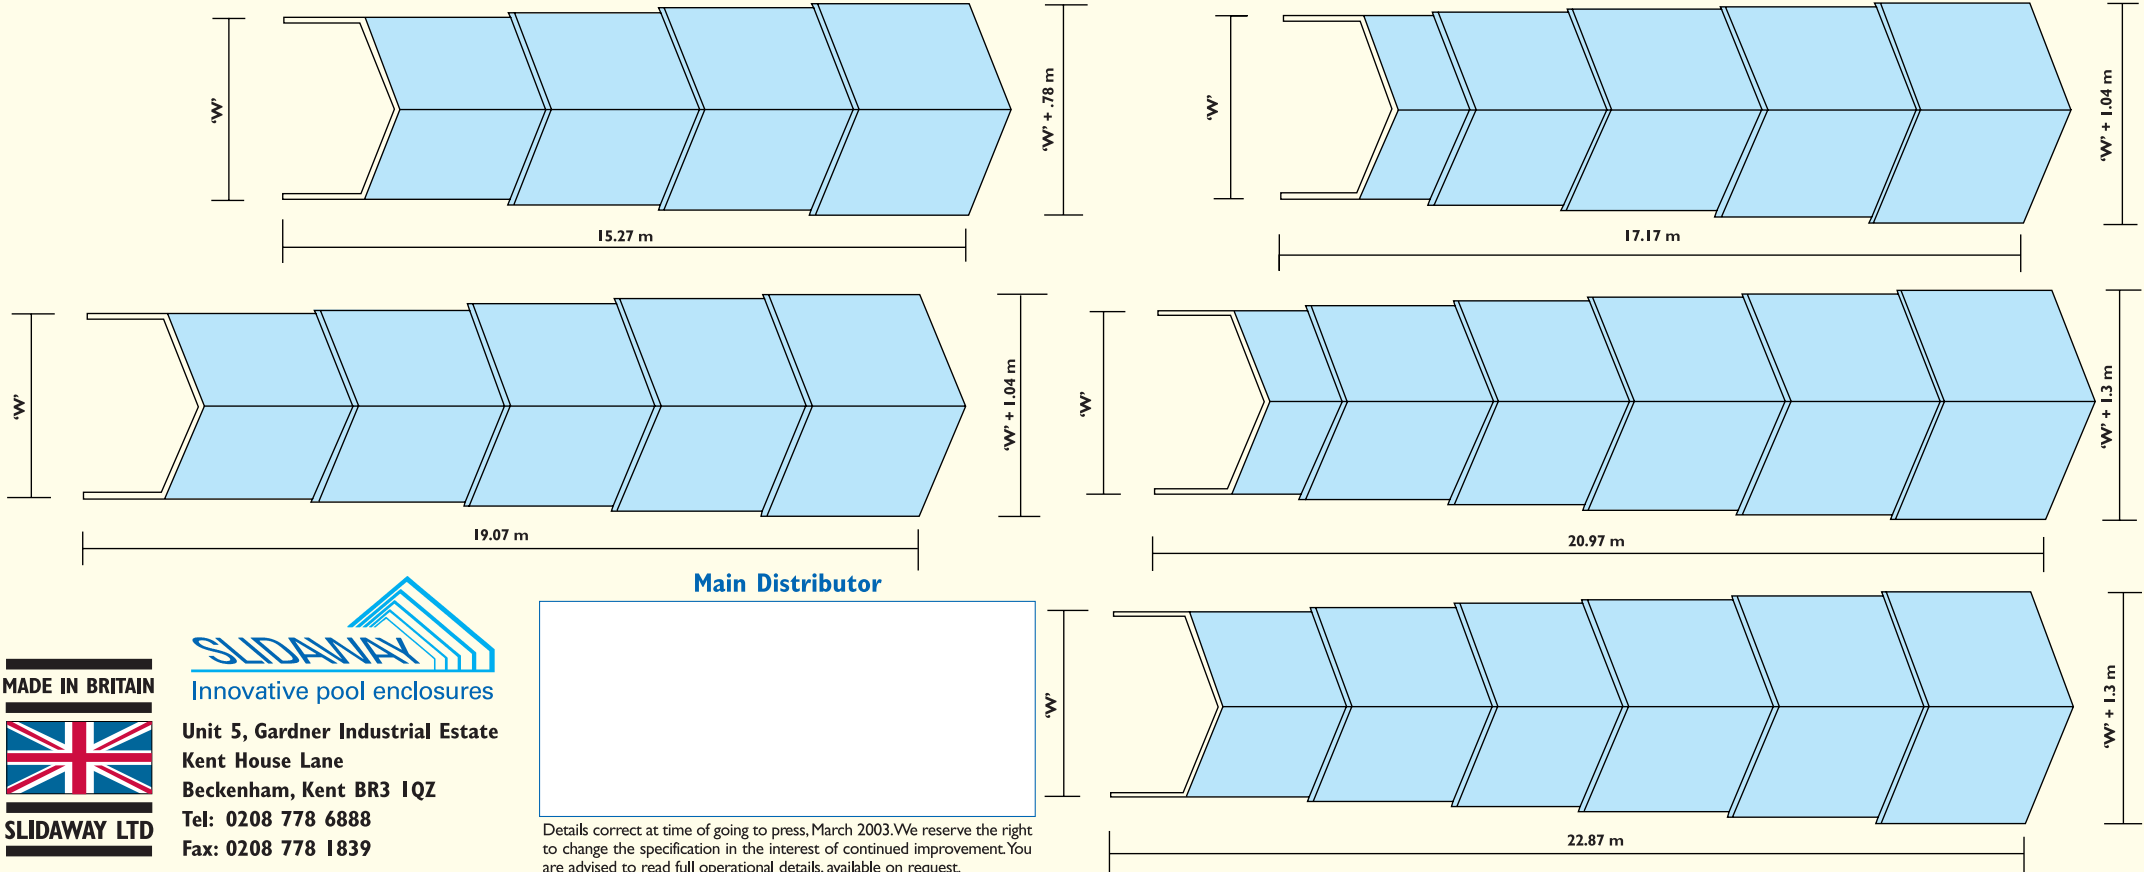 'W'
'W' + .78 m
15.27 m
'W'
'W' + 1.04 m
17.17 m
'W'
'W' + 1.04 m
19.07 m
'W'
'W' + 1.3 m
20.97 m
'W'
'W' + 1.3 m
22.87 m
MADE IN BRITAIN
SLIDAWAY LTD
SLIDAWAY
Innovative pool enclosures
Unit 5, Gardner Industrial Estate
Kent House Lane
Beckenham, Kent BR3 1QZ
Tel: 0208 778 6888
Fax: 0208 778 1839
Main Distributor
Details correct at time of going to press, March 2003. We reserve the right
to change the specification in the interest of continued improvement. You
are advised to read full operational details, available on request.